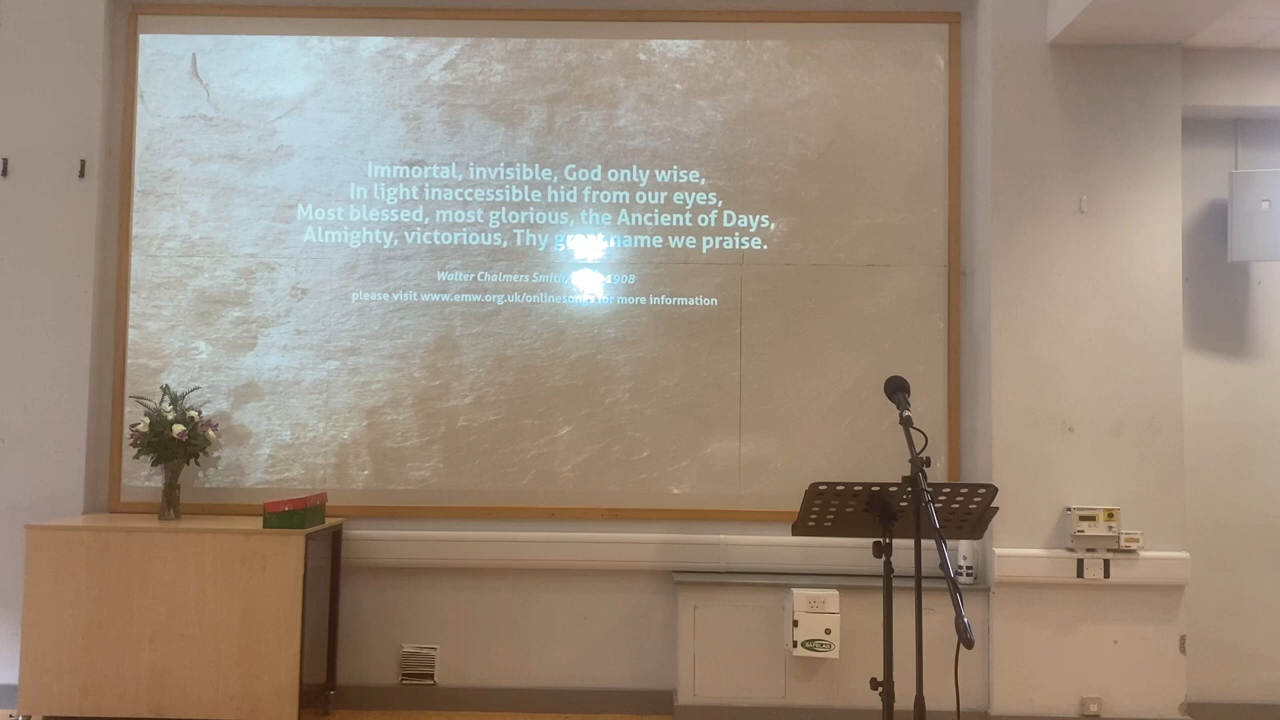 Immortal, invisible, God only wise,
In light inaccessible hid from our eyes,
Most blessed, most glorious, the Ancient of Days,
Almighty, victorious, Thy great name we praise.
Walter Chalmers Smith, 1908
please visit www.emw.org.uk/onlinesongs for more information